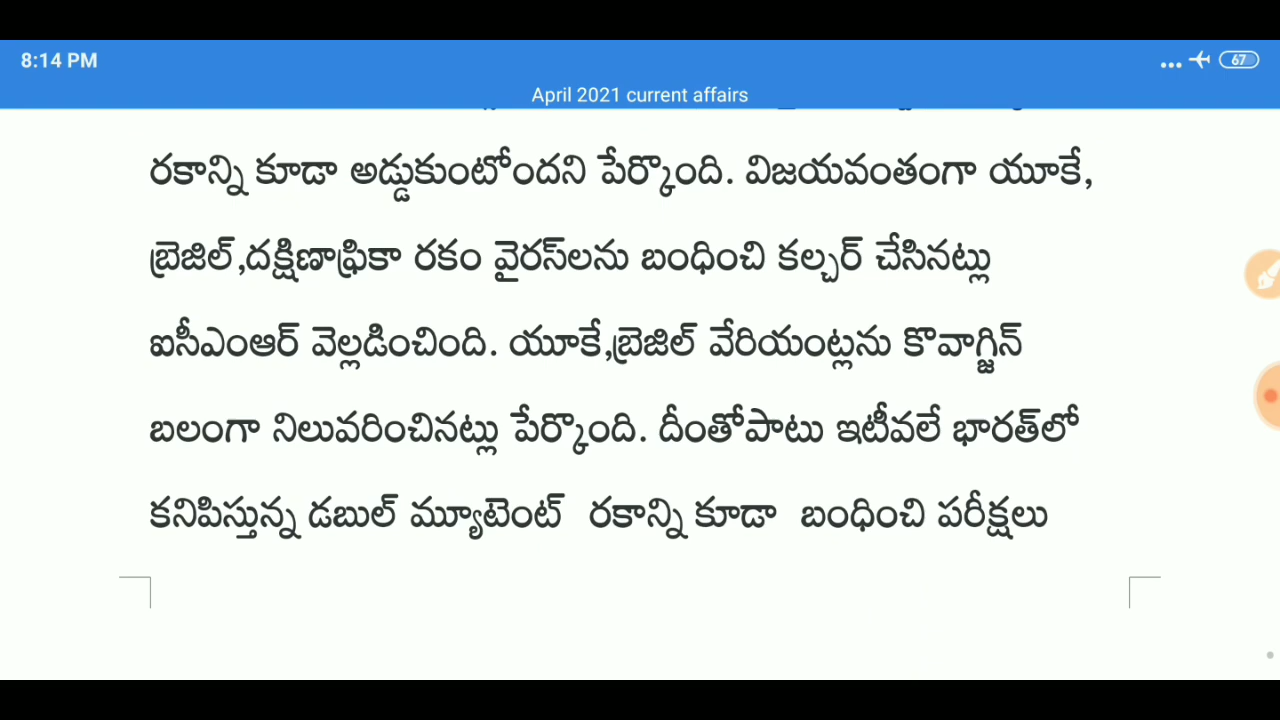 8:14 PM
67
April 2021 current affairs
రకాన్ని కూడా అడ్డుకుంటోందని పేర్కొంది. విజయవంతంగా యూకే,
బ్రెజిల్,దక్షిణాఫ్రికా రకం వైరస్‌లను బంధించి కల్చర్ చేసినట్లు
ఐసీఎంఆర్ వెల్లడించింది. యూకే,బ్రెజిల్ వేరియంట్లను కొవాగ్జిన్
బలంగా నిలువరించినట్లు పేర్కొంది. దీంతోపాటు ఇటీవలే భారత్‌లో
కనిపిస్తున్న డబుల్ మ్యూటెంట్ రకాన్ని కూడా బంధించి పరీక్షలు